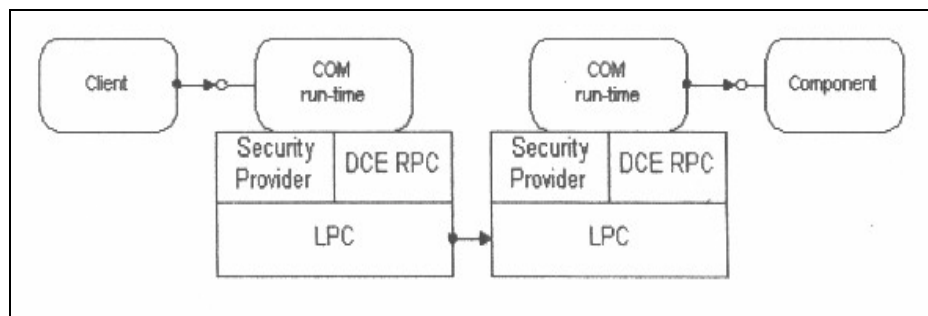 Client
COM
run-time
COM
run-time
Component
Security
Provider
DCE RPC
Security
Provider
DCE RPC
LPC
LPC